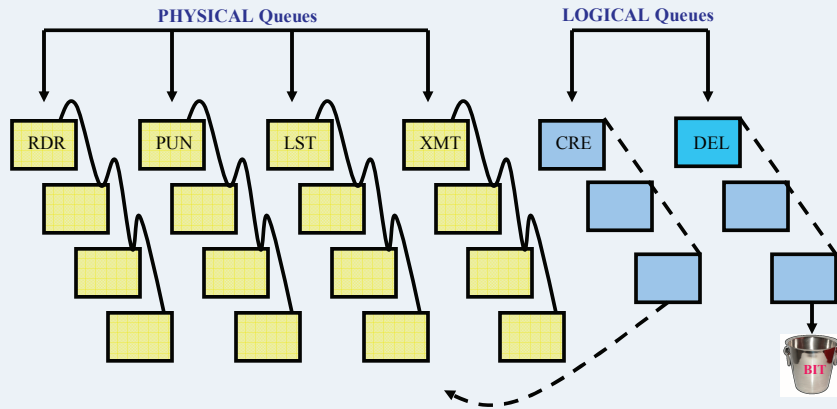 PHYSICAL Queues
LOGICAL Queues
RDR
PUN
LST
XMT
CRE
DEL
BIT